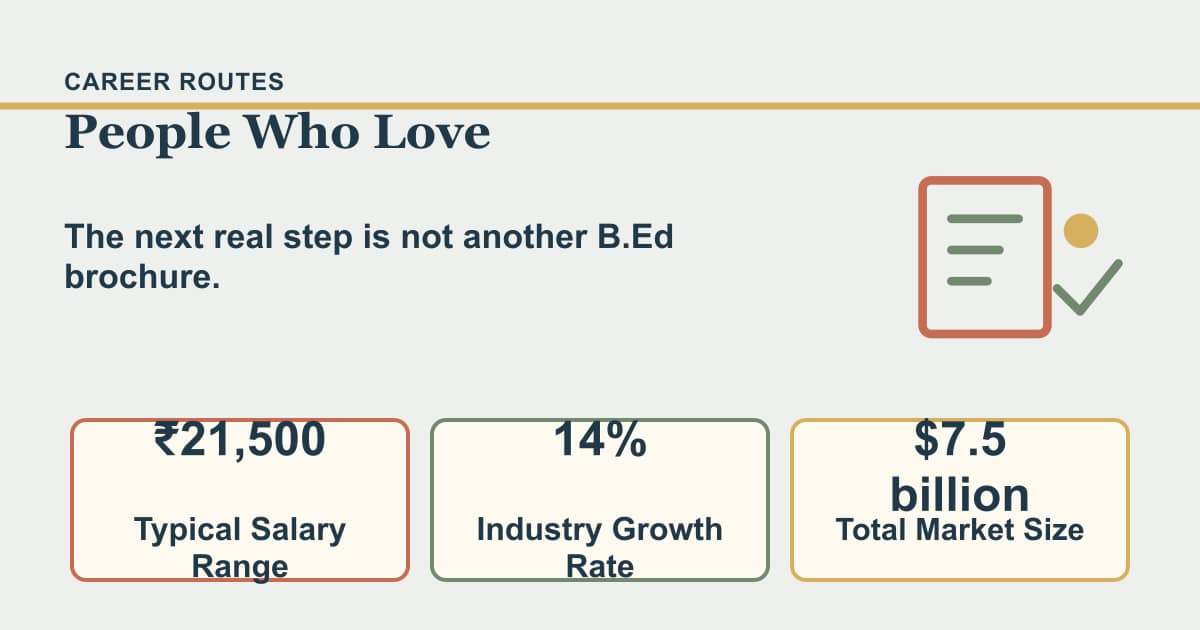 CAREER ROUTES
People Who Love
The next real step is not another B.Ed
brochure.
₹21,500
Typical Salary
Range
14%
Industry Growth
Rate
$7.5
billion
Total Market Size